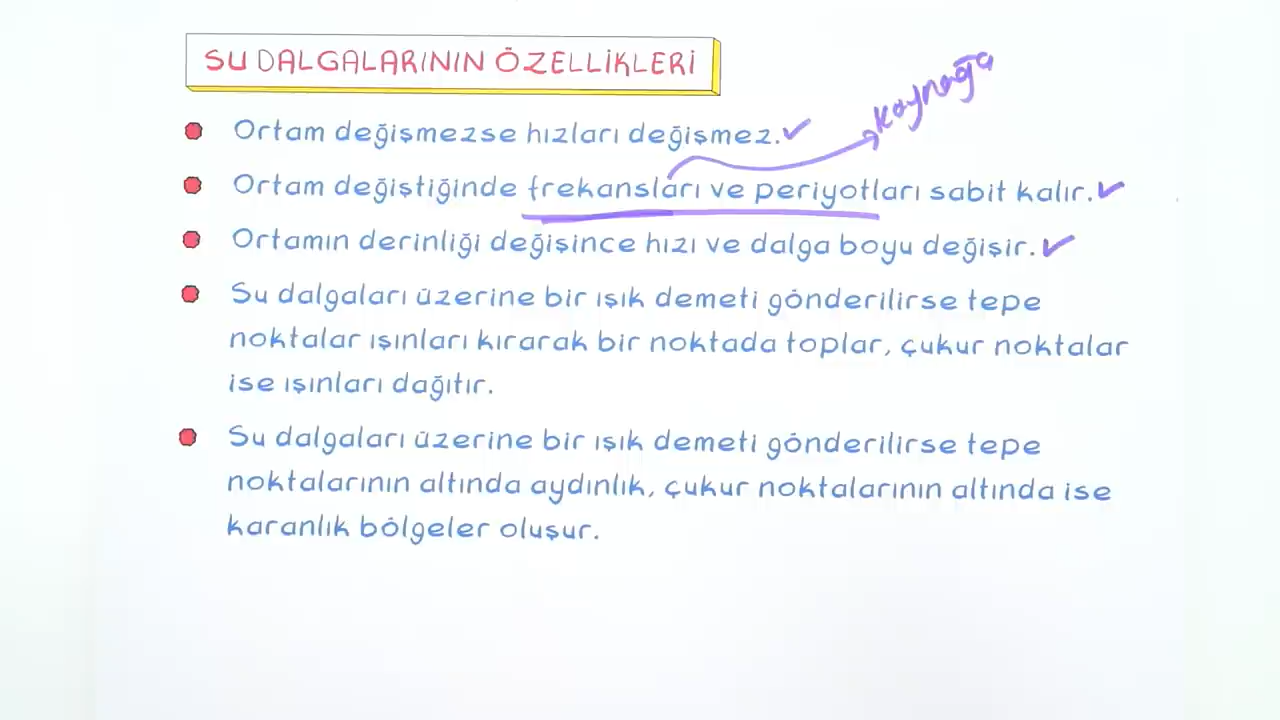 SU DALGALARININ ÖZELLİKLERİ
kaynağa
Ortam değişmezse hızları değişmez.
Ortam değiştiğinde frekansları ve periyotları sabit kalır.
Ortamın derinliği değişince hızı ve dalga boyu değişir.
Su dalgaları üzerine bir ışık demeti gönderilirse tepe
noktalar ışınları kırarak bir noktada toplar, çukur noktalar
ise ışınları dağıtır.
Su dalgaları üzerine bir ışık demeti gönderilirse tepe
noktalarının altında aydınlık, çukur noktalarının altında ise
karanlık bölgeler oluşur.